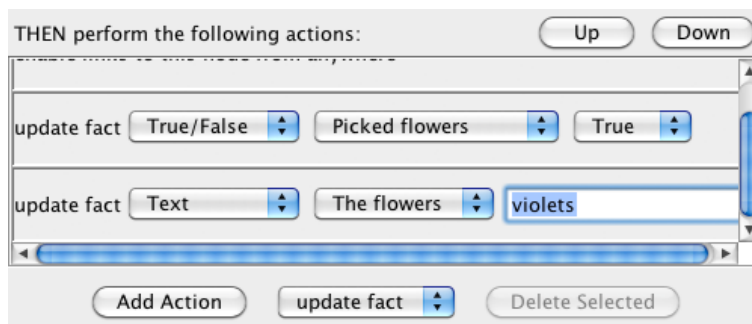 THEN perform the following actions: Up Down
update fact True/False Picked flowers True
update fact Text The flowers violets
Add Action update fact Delete Selected